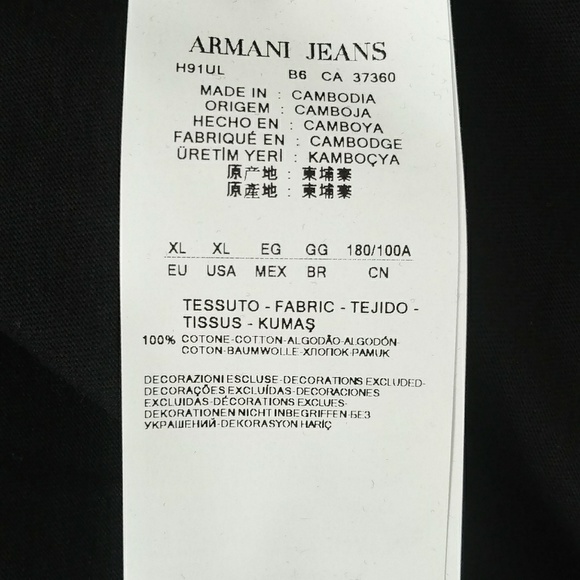 ARMANI JEANS
H91UL B6 CA 37360
MADE IN : CAMBODIA
ORIGEM : CAMBOJA
HECHO EN : CAMBOYA
FABRIQUÉ EN : CAMBODGE
ÜRETİM YERİ : KAMBOÇYA
原产地 : 柬埔寨
原產地 : 柬埔寨
XL XL EG GG 180/100A
EU USA MEX BR CN
TESSUTO - FABRIC - TEJIDO -
TISSUS - KUMAŞ
100% COTONE-COTTON-ALGODÃO-ALGODÓN-
COTON-BAUMWOLLE-ХЛОПОК-PAMUK
DECORAZIONI ESCLUSE-DECORATIONS EXCLUDED-
DECORAÇÕES EXCLUÍDAS-DECORACIONES
EXCLUIDAS-DÉCORATIONS EXCLUES-
DEKORATIONEN NICHT INBEGRIFFEN-БЕЗ
УКРАШЕНИЙ-DEKORASYON HARİÇ